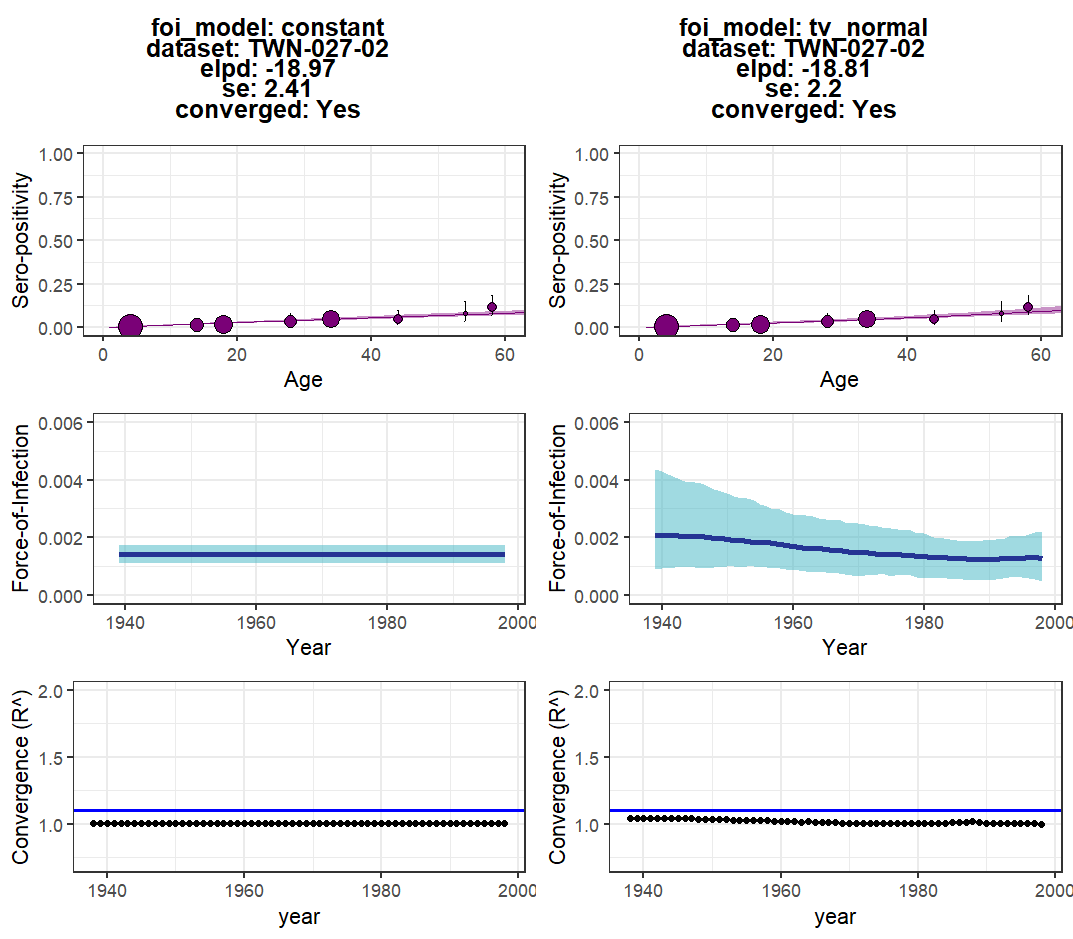 foi_model: constant
dataset: TWN-027-02
elpd: -18.97
se: 2.41
converged: Yes
1.00
0.75
0.50
0.25
0.00
Sero-positivity
0 20 40 60
Age
0.006
0.004
0.002
0.000
Force-of-Infection
1940 1960 1980 2000
Year
2.0
1.5
1.0
Convergence (R^)
1940 1960 1980 2000
year
foi_model: tv_normal
dataset: TWN-027-02
elpd: -18.81
se: 2.2
converged: Yes
1.00
0.75
0.50
0.25
0.00
Sero-positivity
0 20 40 60
Age
0.006
0.004
0.002
0.000
Force-of-Infection
1940 1960 1980 2000
Year
2.0
1.5
1.0
Convergence (R^)
1940 1960 1980 2000
year